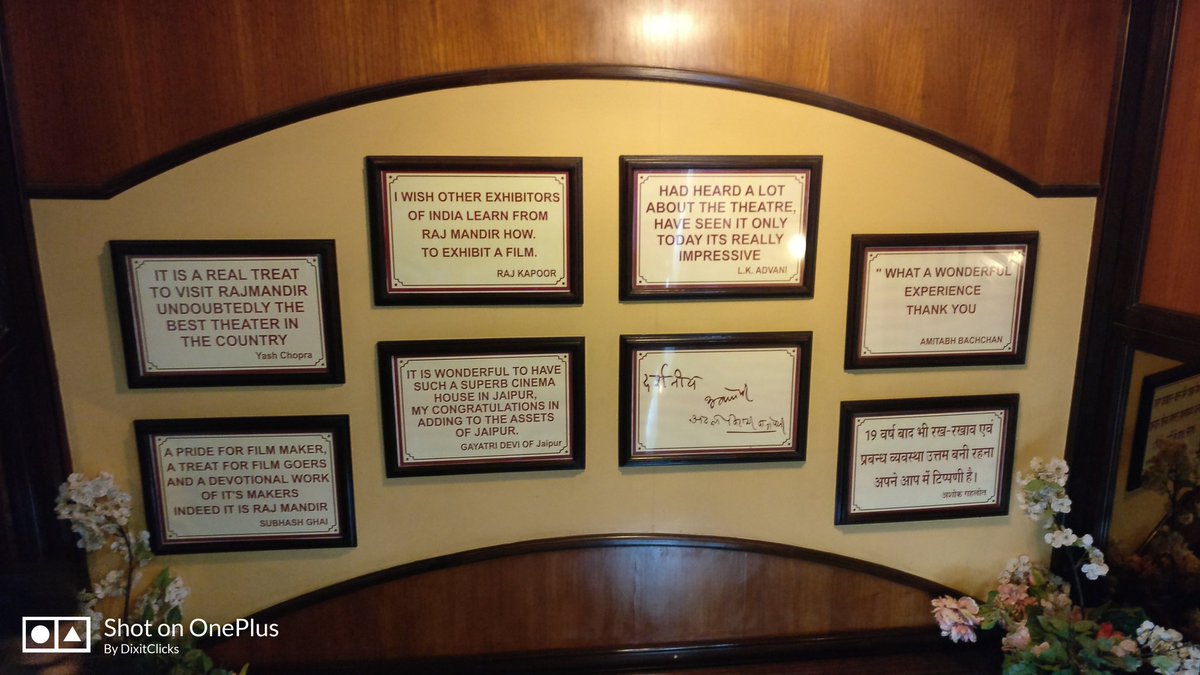 IT IS A REAL TREAT
TO VISIT RAJMANDIR
UNDOUBTEDLY THE
BEST THEATER IN
THE COUNTRY
Yash Chopra
I WISH OTHER EXHIBITORS
OF INDIA LEARN FROM
RAJ MANDIR HOW.
TO EXHIBIT A FILM.
RAJ KAPOOR
HAD HEARD A LOT
ABOUT THE THEATRE,
HAVE SEEN IT ONLY
TODAY ITS REALLY
IMPRESSIVE
L.K. ADVANI
" WHAT A WONDERFUL
EXPERIENCE
THANK YOU
AMITABH BACHCHAN
A PRIDE FOR FILM MAKER,
A TREAT FOR FILM GOERS
AND A DEVOTIONAL WORK
OF IT'S MAKERS
INDEED IT IS RAJ MANDIR
SUBHASH GHAI
IT IS WONDERFUL TO HAVE
SUCH A SUPERB CINEMA
HOUSE IN JAIPUR,
MY CONGRATULATIONS IN
ADDING TO THE ASSETS
OF JAIPUR.
GAYATRI DEVI OF Jaipur
दर्शनीय
19 वर्ष बाद भी रख-रखाव एवं
प्रबन्ध व्यवस्था उत्तम बनी रहना
अपने आप में टिप्पणी है।
अशोक गहलोत
Shot on OnePlus
By DixitClicks